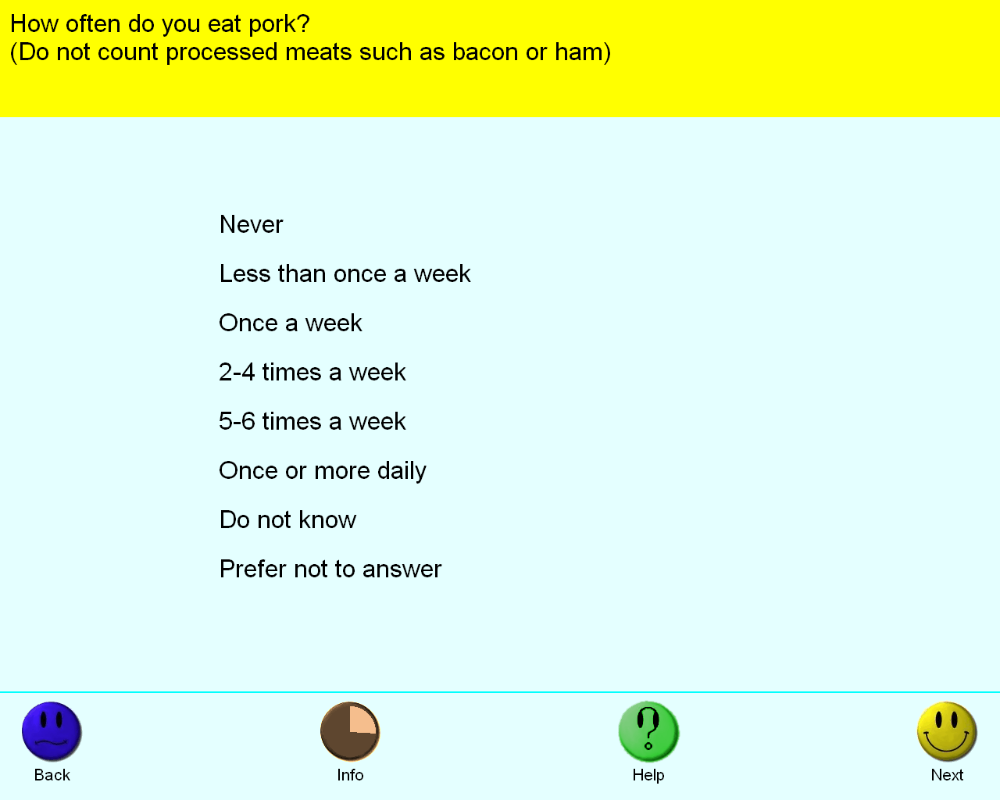 How often do you eat pork?
(Do not count processed meats such as bacon or ham)
Never
Less than once a week
Once a week
2-4 times a week
5-6 times a week
Once or more daily
Do not know
Prefer not to answer
Back
Info
Help
Next